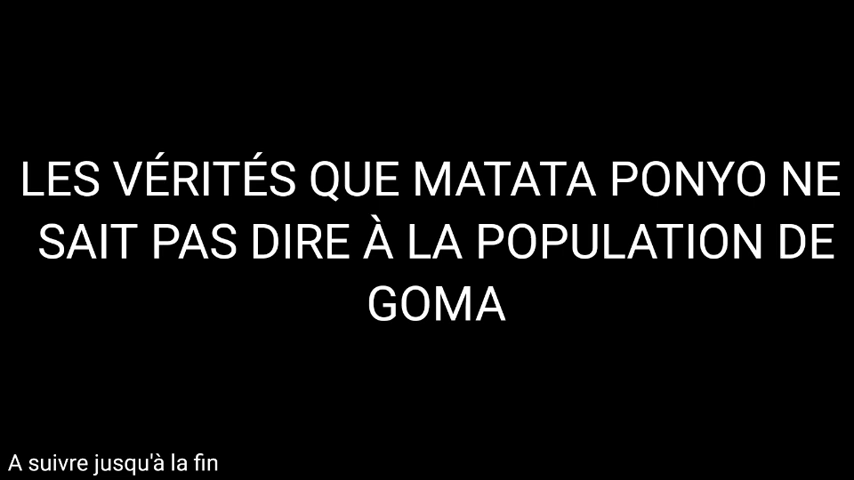 LES VÉRITÉS QUE MATATA PONYO NE
SAIT PAS DIRE À LA POPULATION DE
GOMA
A suivre jusqu'à la fin